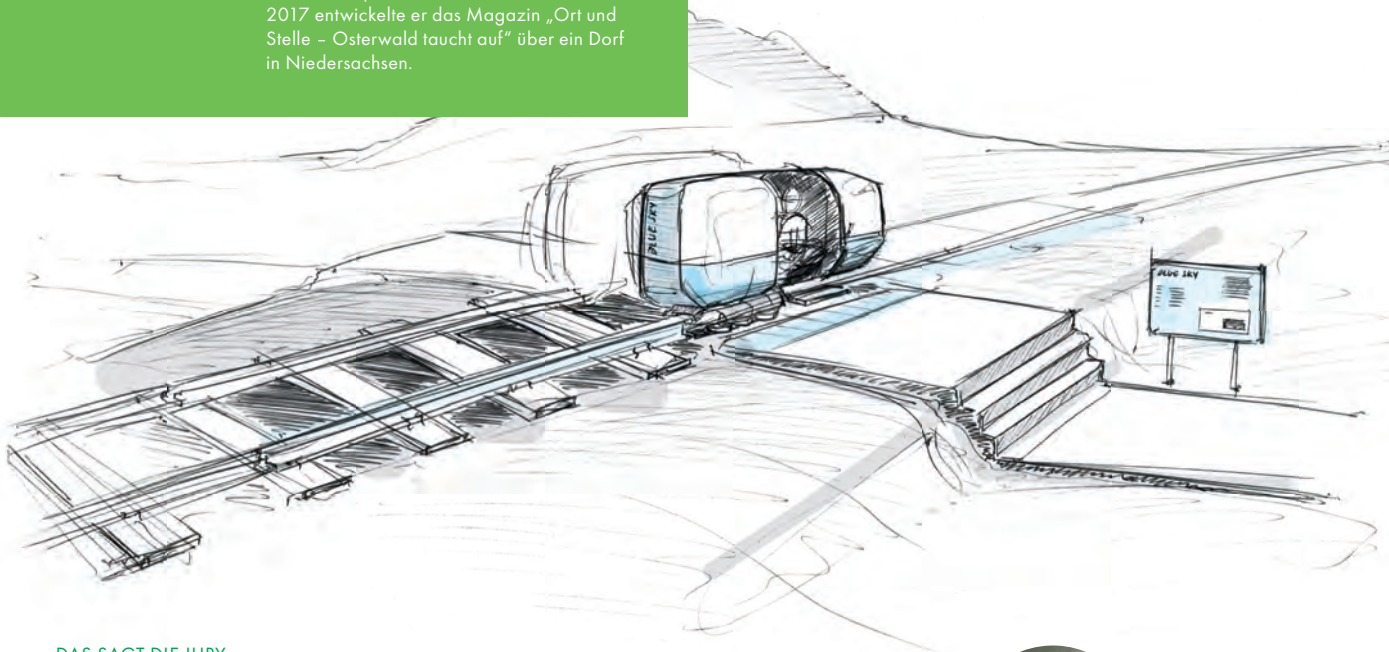 2017 entwickelte er das Magazin „Ort und
Stelle – Osterwald taucht auf“ über ein Dorf
in Niedersachsen.
BLUE SKY
BLUE SKY
DAS SAGT DIE JURY